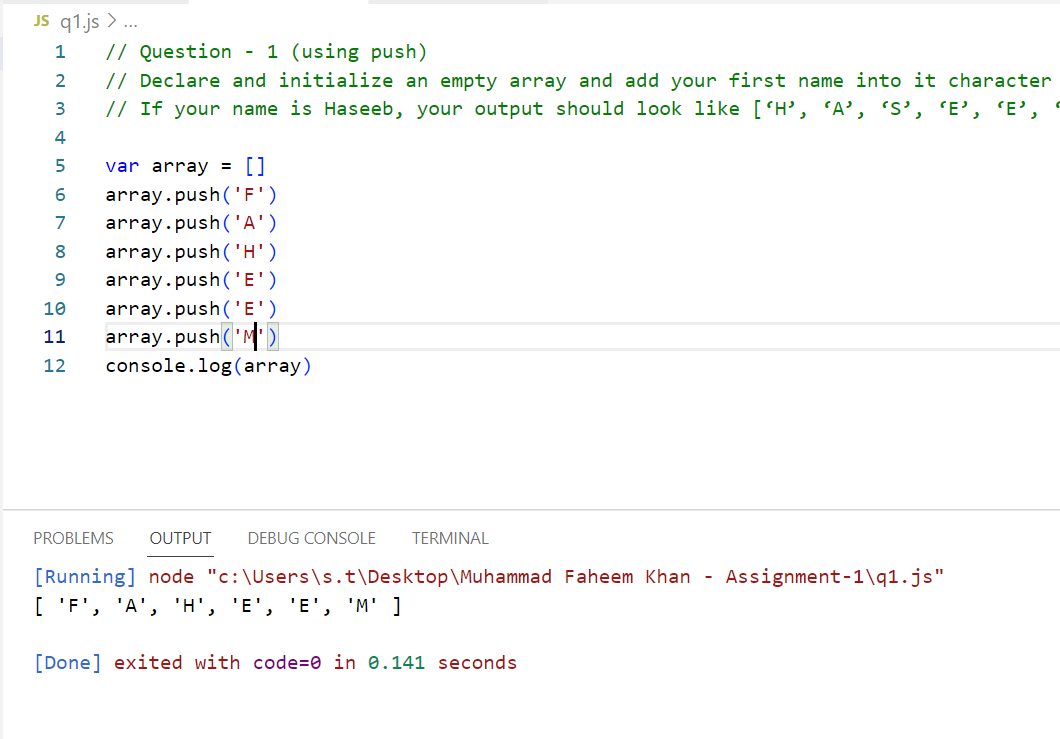 JS q1.js > ...
1 // Question - 1 (using push)
2 // Declare and initialize an empty array and add your first name into it character
3 // If your name is Haseeb, your output should look like [‘H’, ‘A’, ‘S’, ‘E’, ‘E’, ‘
4
5 var array = []
6 array.push('F')
7 array.push('A')
8 array.push('H')
9 array.push('E')
10 array.push('E')
11 array.push('M')
12 console.log(array)
PROBLEMS OUTPUT DEBUG CONSOLE TERMINAL
[Running] node "c:\Users\s.t\Desktop\Muhammad Faheem Khan - Assignment-1\q1.js"
[ 'F', 'A', 'H', 'E', 'E', 'M' ]
[Done] exited with code=0 in 0.141 seconds